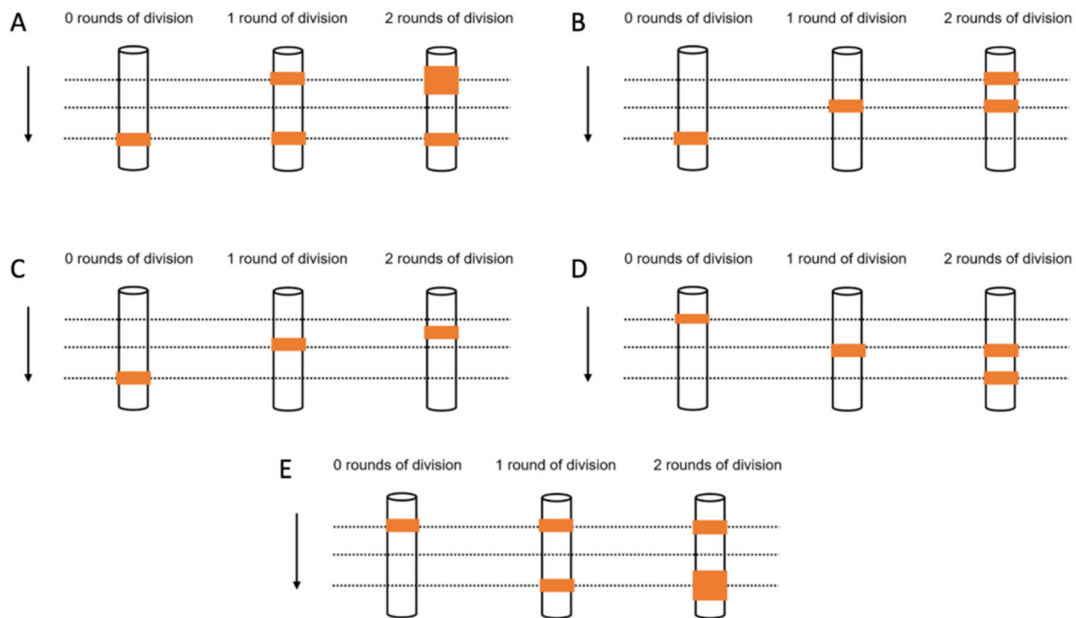 A 0 rounds of division 1 round of division 2 rounds of division
B 0 rounds of division 1 round of division 2 rounds of division
C 0 rounds of division 1 round of division 2 rounds of division
D 0 rounds of division 1 round of division 2 rounds of division
E 0 rounds of division 1 round of division 2 rounds of division